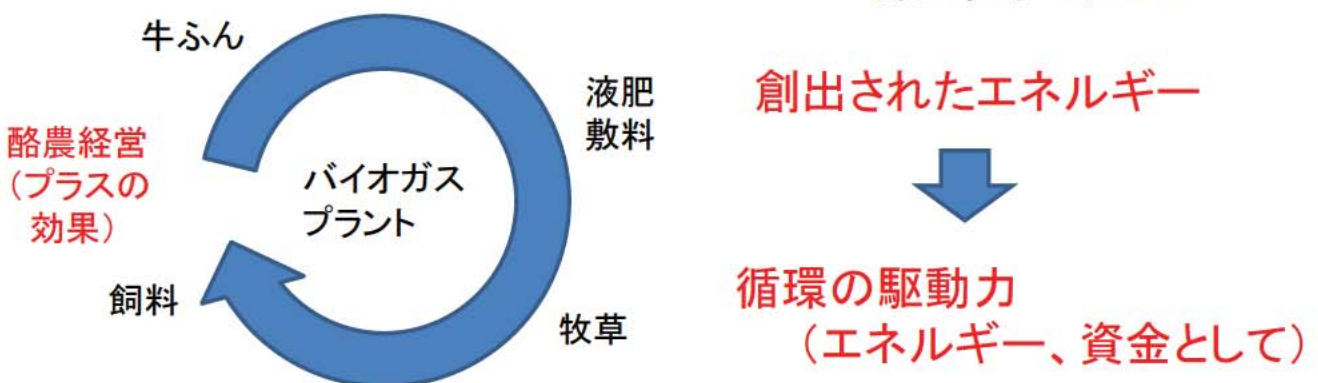 牛ふん
液肥
敷料
酪農経営
(プラスの
効果)
バイオガス
プラント
飼料
牧草
創出されたエネルギー
循環の駆動力
(エネルギー、資金として)